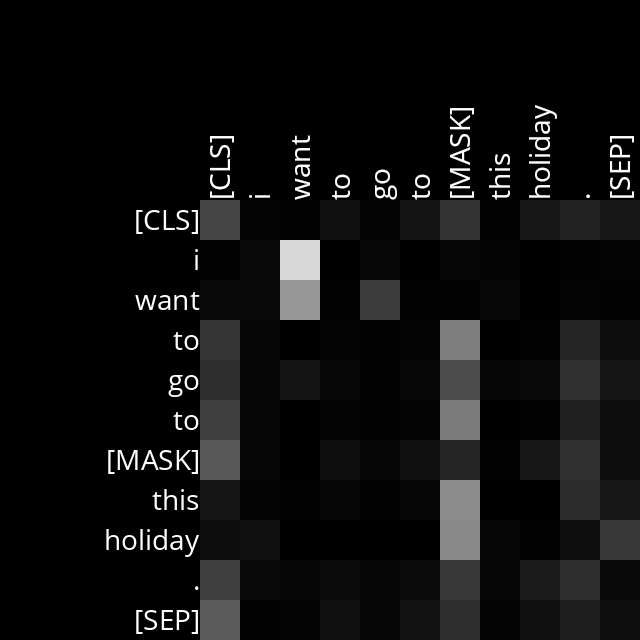 [CLS] i want to go to [MASK] this holiday . [SEP]
[CLS]
i
want
to
go
to
[MASK]
this
holiday
.
[SEP]